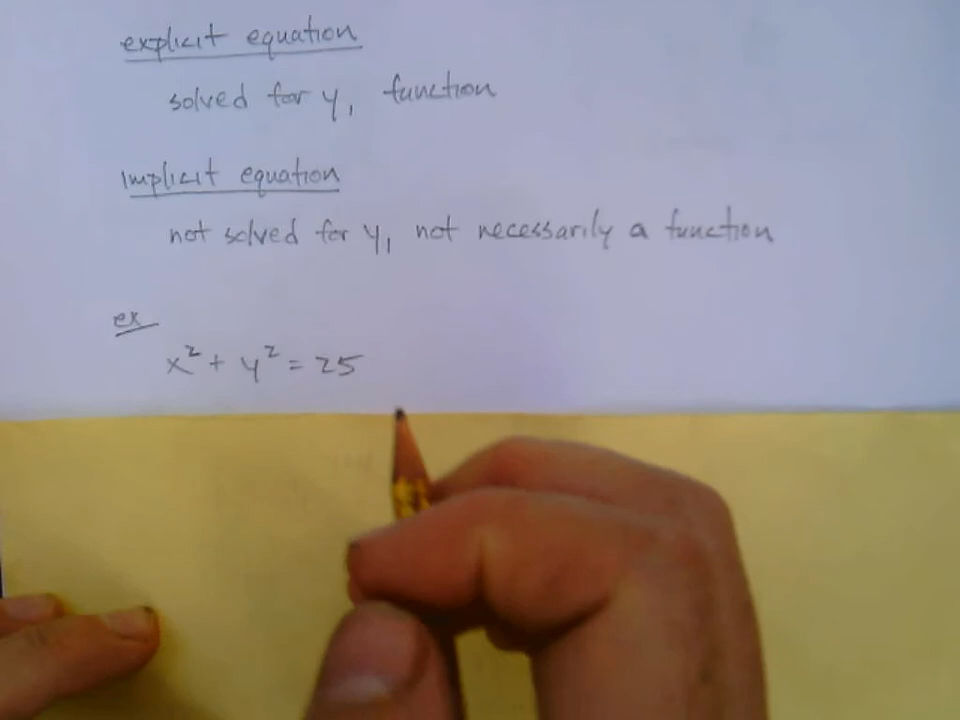 explicit equation
solved for y, function
implicit equation
not solved for y, not necessarily a function
ex
x² + y² = 25